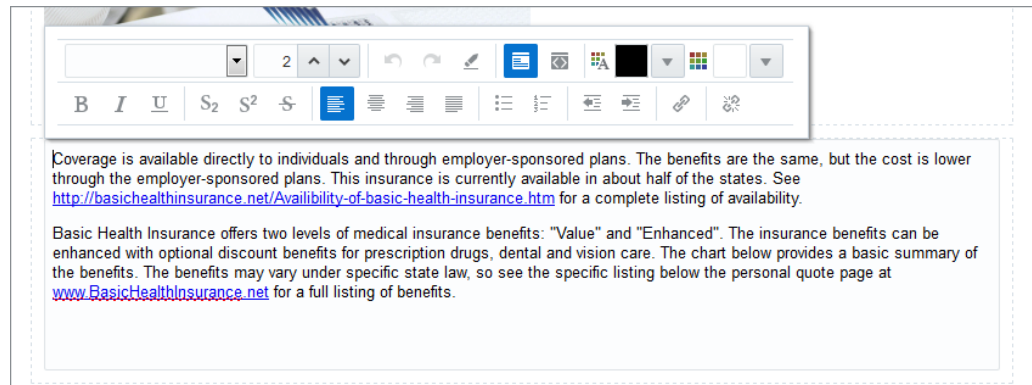 2
A
B I U S2 S² S
Coverage is available directly to individuals and through employer-sponsored plans. The benefits are the same, but the cost is lower
through the employer-sponsored plans. This insurance is currently available in about half of the states. See
http://basichealthinsurance.net/Availibility-of-basic-health-insurance.htm for a complete listing of availability.
Basic Health Insurance offers two levels of medical insurance benefits: "Value" and "Enhanced". The insurance benefits can be
enhanced with optional discount benefits for prescription drugs, dental and vision care. The chart below provides a basic summary of
the benefits. The benefits may vary under specific state law, so see the specific listing below the personal quote page at
www.BasicHealthInsurance.net for a full listing of benefits.